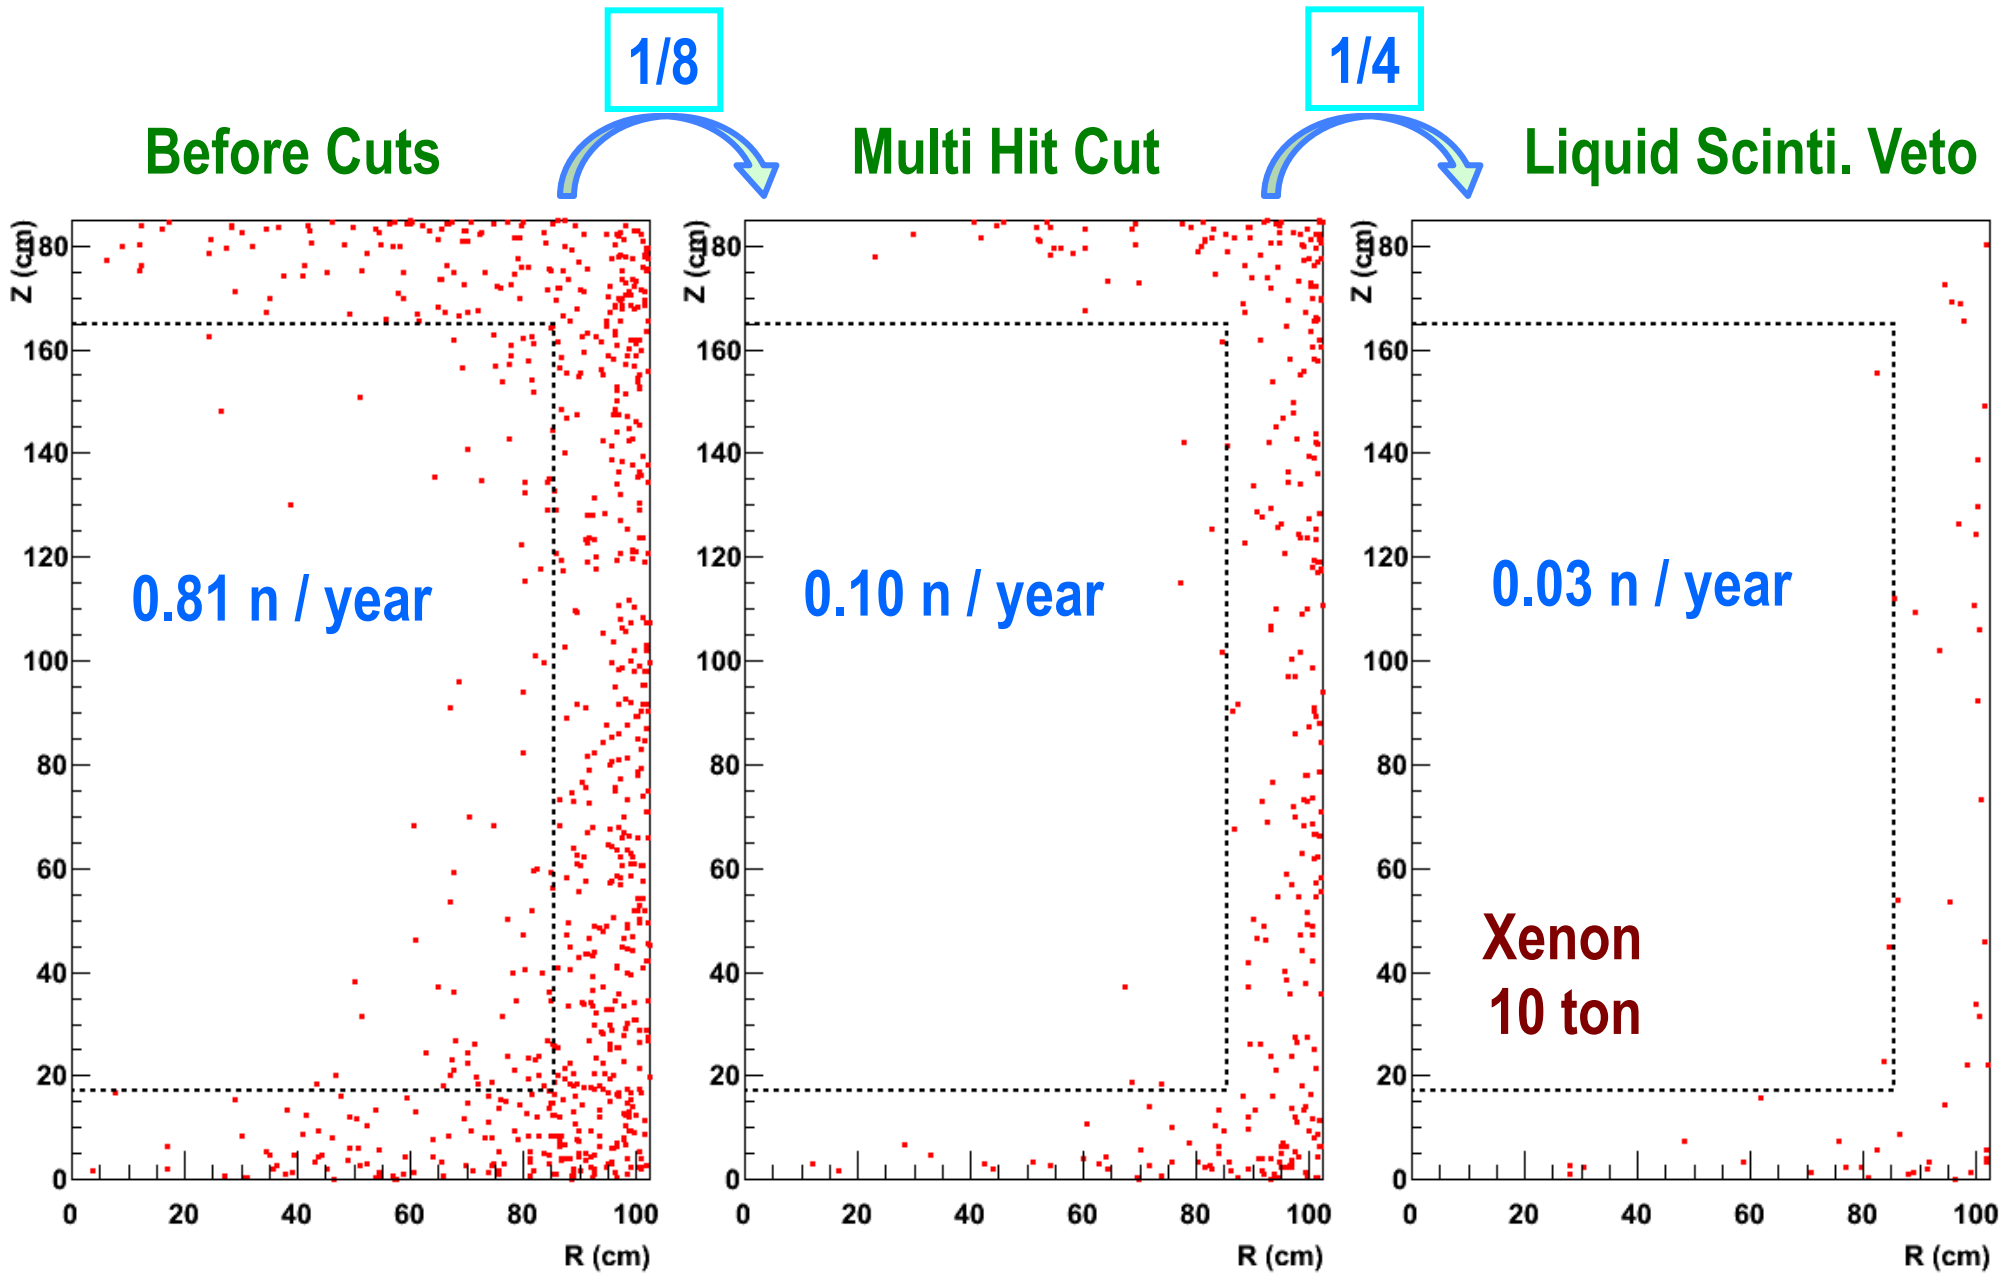 1/8
1/4
Before Cuts
Multi Hit Cut
Liquid Scinti. Veto
Z (cm)
180
160
140
120
100
80
60
40
20
0
0 20 40 60 80 100
R (cm)
0.81 n / year
Z (cm)
180
160
140
120
100
80
60
40
20
0
0 20 40 60 80 100
R (cm)
0.10 n / year
Z (cm)
180
160
140
120
100
80
60
40
20
0
0 20 40 60 80 100
R (cm)
0.03 n / year
Xenon
10 ton